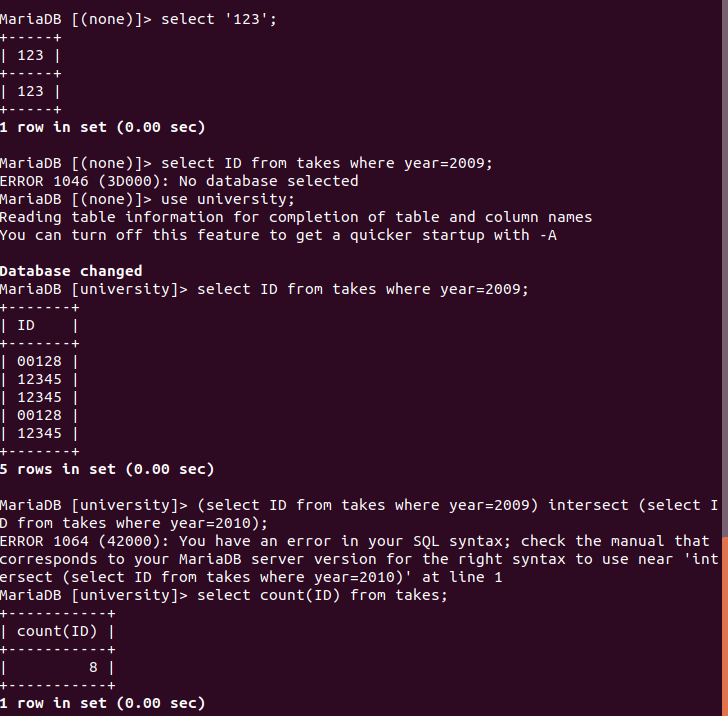 MariaDB [(none)]> select '123';
+-----+
| 123 |
+-----+
| 123 |
+-----+
1 row in set (0.00 sec)

MariaDB [(none)]> select ID from takes where year=2009;
ERROR 1046 (3D000): No database selected
MariaDB [(none)]> use university;
Reading table information for completion of table and column names
You can turn off this feature to get a quicker startup with -A

Database changed
MariaDB [university]> select ID from takes where year=2009;
+-------+
| ID    |
+-------+
| 00128 |
| 12345 |
| 12345 |
| 00128 |
| 12345 |
+-------+
5 rows in set (0.00 sec)

MariaDB [university]> (select ID from takes where year=2009) intersect (select I
D from takes where year=2010);
ERROR 1064 (42000): You have an error in your SQL syntax; check the manual that
corresponds to your MariaDB server version for the right syntax to use near 'int
ersect (select ID from takes where year=2010)' at line 1
MariaDB [university]> select count(ID) from takes;
+-----------+
| count(ID) |
+-----------+
|         8 |
+-----------+
1 row in set (0.00 sec)